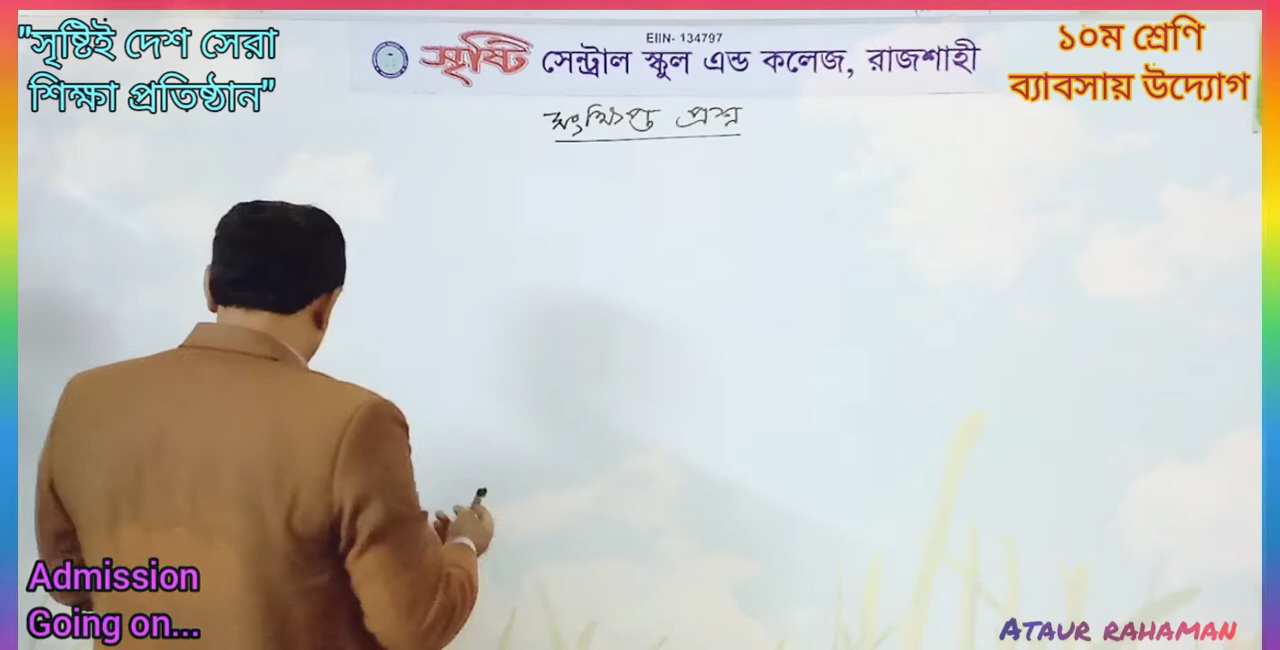 "সৃষ্টিই দেশ সেরা
শিক্ষা প্রতিষ্ঠান"
EIIN- 134797
সৃষ্টি সেন্ট্রাল স্কুল এন্ড কলেজ, রাজশাহী
১০ম শ্রেণি
ব্যাবসায় উদ্যোগ
সংক্ষিপ্ত প্রশ্ন
Admission
Going on...
ATAUR RAHAMAN